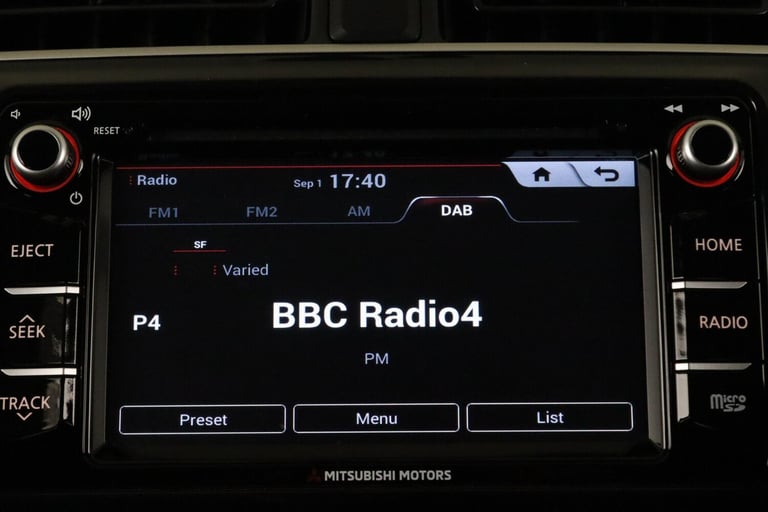 RESET
Radio
Sep 1 17:40
FM1 FM2 AM DAB
SF
Varied
P4 BBC Radio4
PM
Preset Menu List
EJECT
SEEK
TRACK
HOME
RADIO
micro SD
MITSUBISHI MOTORS